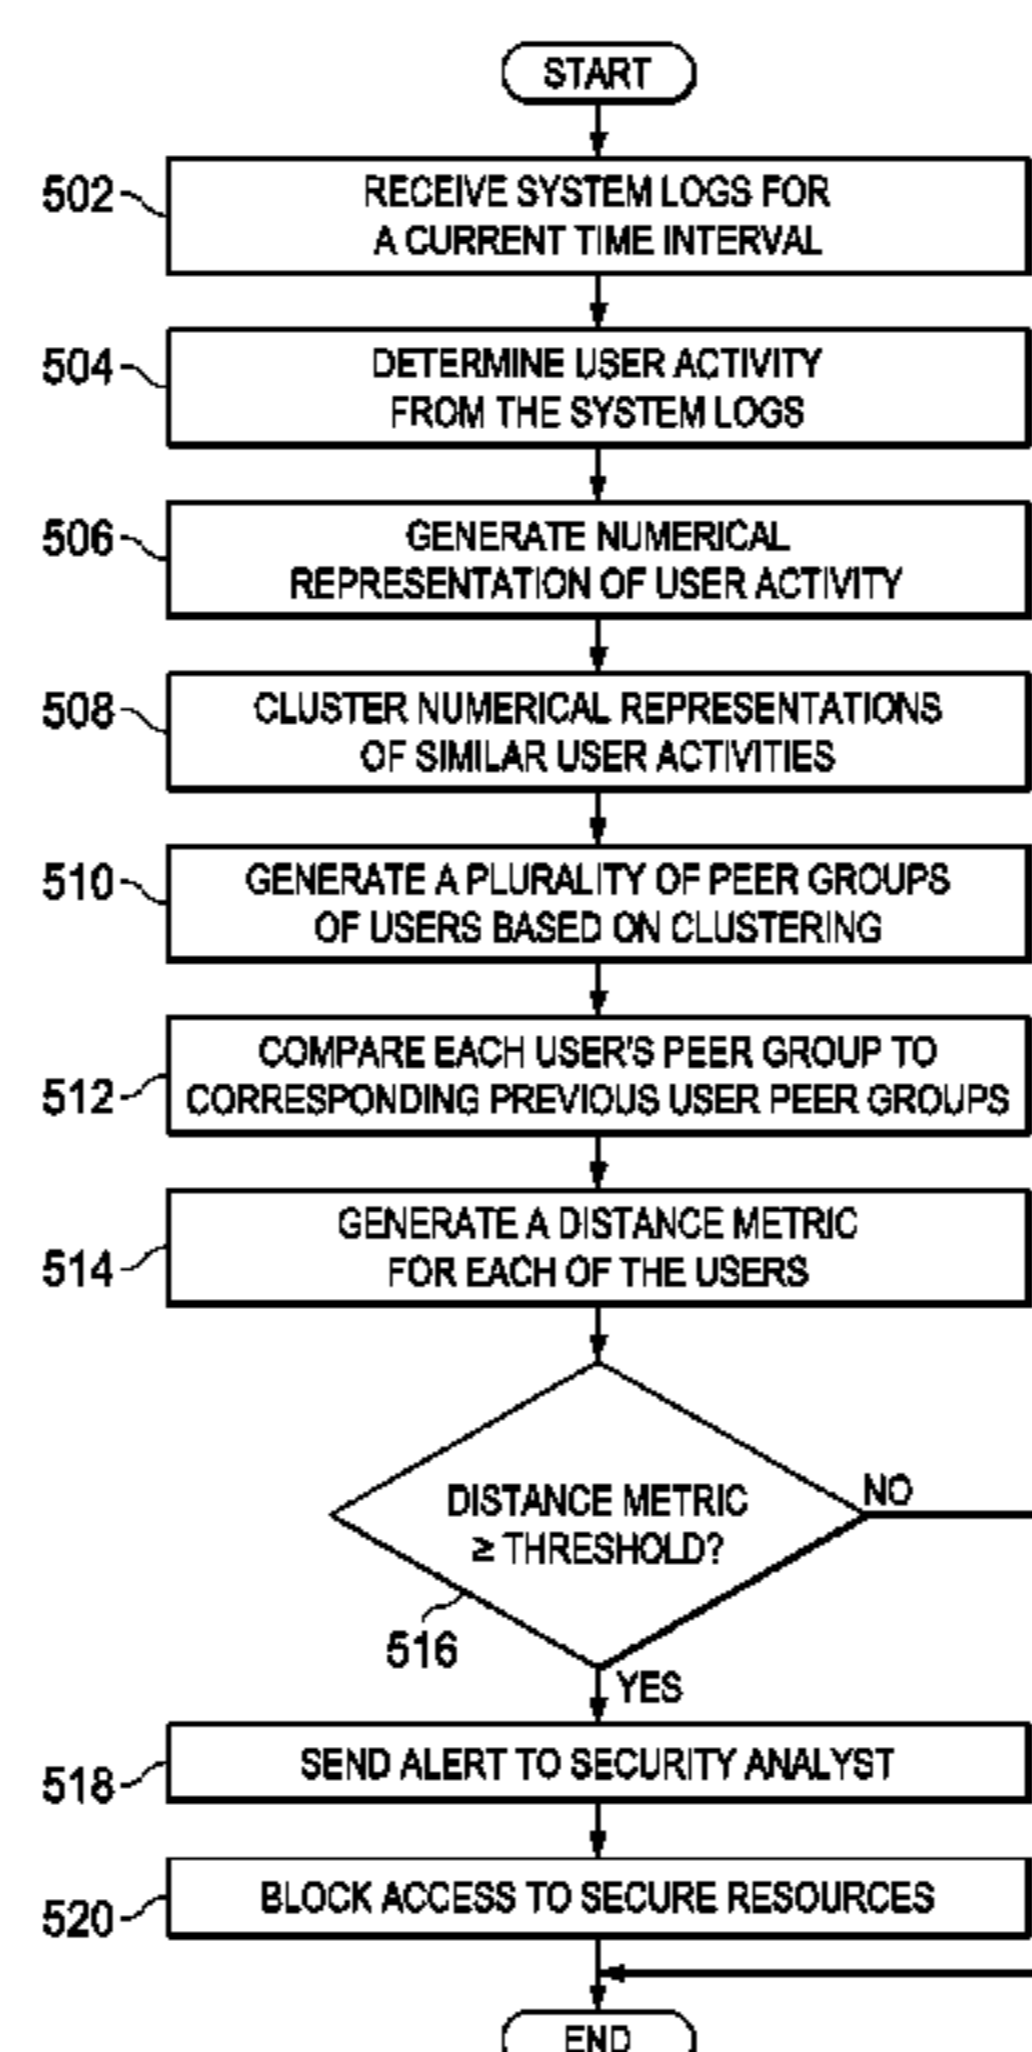 START
502
RECEIVE SYSTEM LOGS FOR
A CURRENT TIME INTERVAL
504
DETERMINE USER ACTIVITY
FROM THE SYSTEM LOGS
506
GENERATE NUMERICAL
REPRESENTATION OF USER ACTIVITY
508
CLUSTER NUMERICAL REPRESENTATIONS
OF SIMILAR USER ACTIVITIES
510
GENERATE A PLURALITY OF PEER GROUPS
OF USERS BASED ON CLUSTERING
512
COMPARE EACH USER'S PEER GROUP TO
CORRESPONDING PREVIOUS USER PEER GROUPS
514
GENERATE A DISTANCE METRIC
FOR EACH OF THE USERS
DISTANCE METRIC
≥ THRESHOLD?
NO
516
YES
518
SEND ALERT TO SECURITY ANALYST
520
BLOCK ACCESS TO SECURE RESOURCES
END